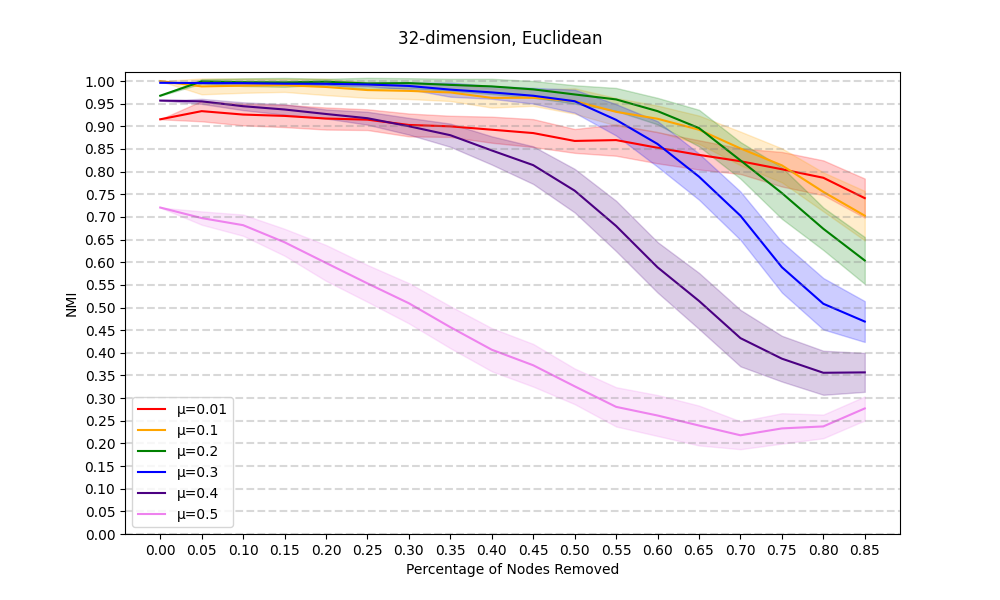 32-dimension, Euclidean
1.00
0.95
0.90
0.85
0.80
0.75
0.70
0.65
0.60
0.55
0.50
0.45
0.40
0.35
0.30
0.25
0.20
0.15
0.10
0.05
0.00
NMI
μ=0.01
μ=0.1
μ=0.2
μ=0.3
μ=0.4
μ=0.5
0.00 0.05 0.10 0.15 0.20 0.25 0.30 0.35 0.40 0.45 0.50 0.55 0.60 0.65 0.70 0.75 0.80 0.85
Percentage of Nodes Removed